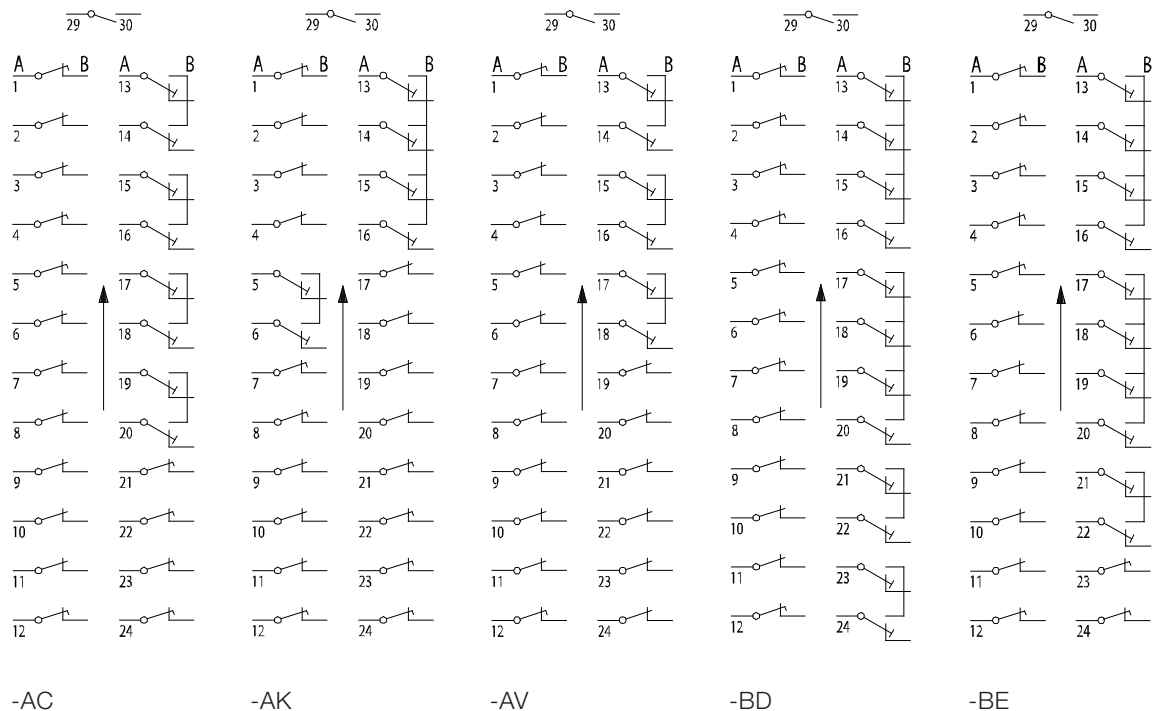 29 30 29 30 29 30 29 30 29 30
A B A B A B A B A B A B A B A B A B A B
1 13 1 13 1 13 1 13 1 13
2 14 2 14 2 14 2 14 2 14
3 15 3 15 3 15 3 15 3 15
4 16 4 16 4 16 4 16 4 16
5 17 5 17 5 17 5 17 5 17
6 18 6 18 6 18 6 18 6 18
7 19 7 19 7 19 7 19 7 19
8 20 8 20 8 20 8 20 8 20
9 21 9 21 9 21 9 21 9 21
10 22 10 22 10 22 10 22 10 22
11 23 11 23 11 23 11 23 11 23
12 24 12 24 12 24 12 24 12 24
-AC -AK -AV -BD -BE